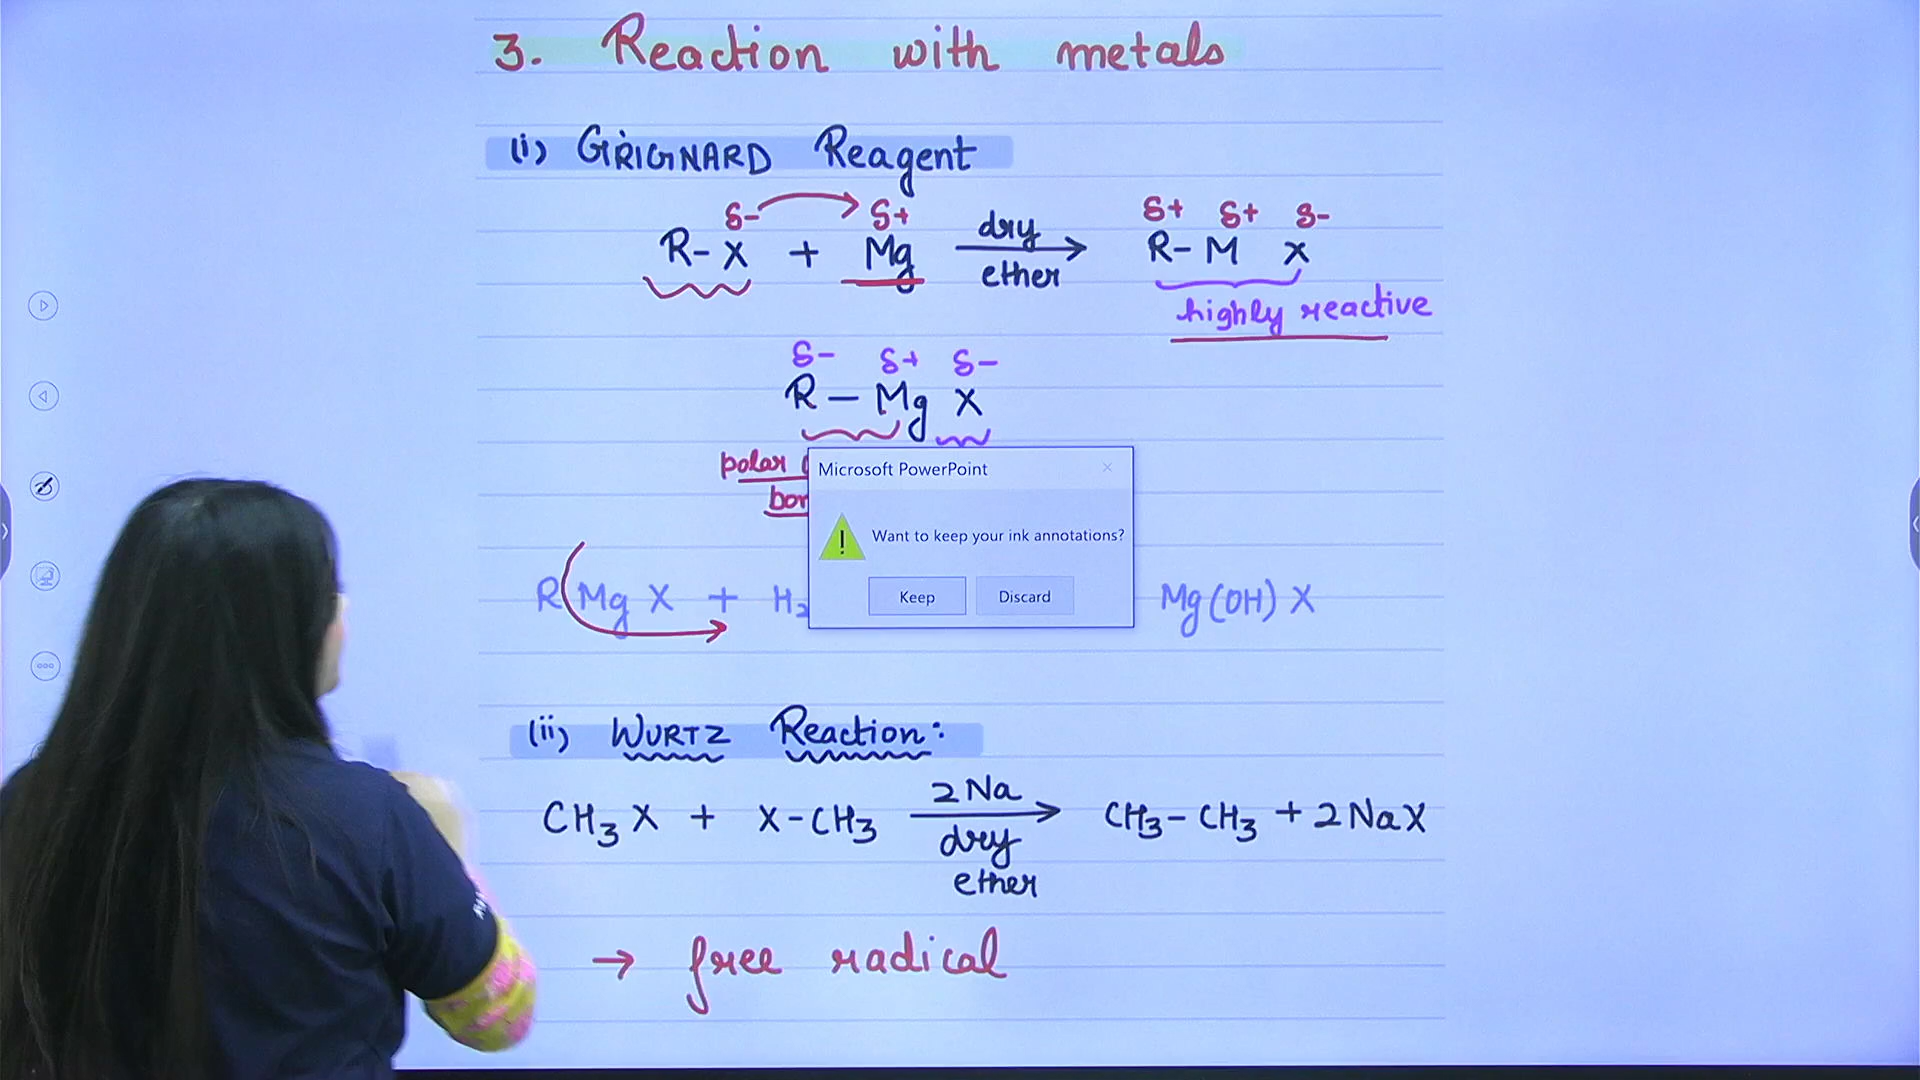 3. Reaction with metals
(i) GRIGNARD Reagent
δ- δ+ δ+ δ+ δ-
R-X + Mg dry ether R-M X
highly reactive
δ- δ+ δ-
R-Mg X
polar
Microsoft PowerPoint
Want to keep your ink annotations?
Keep Discard
R Mg X + H₂ Mg(OH) X
(ii) WURTZ Reaction:
CH₃X + X-CH₃ 2Na dry ether CH₃-CH₃ + 2NaX
→ free radical